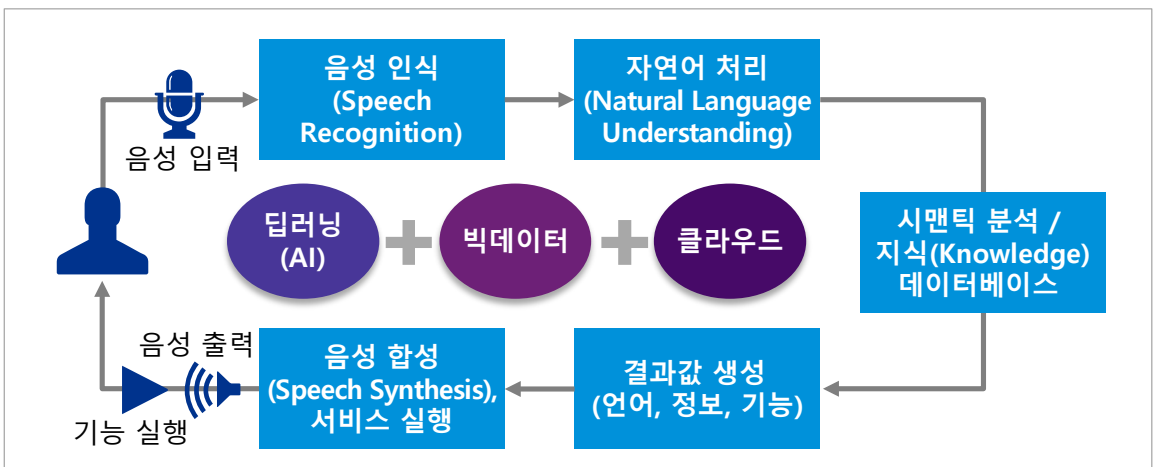 음성 인식
(Speech
Recognition)
자연어 처리
(Natural Language
Understanding)
음성 입력
딥러닝
(AI)
빅데이터
클라우드
시맨틱 분석 /
지식(Knowledge)
데이터베이스
음성 출력
기능 실행
음성 합성
(Speech Synthesis),
서비스 실행
결과값 생성
(언어, 정보, 기능)